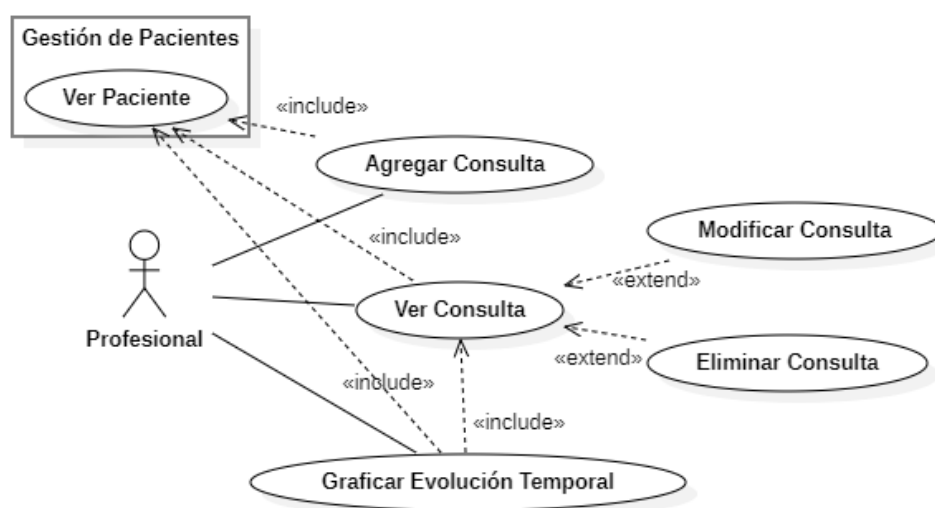 Gestión de Pacientes
Ver Paciente
«include»
Agregar Consulta
«include»
Modificar Consulta
«extend»
Ver Consulta
Profesional
«extend»
Eliminar Consulta
«include»
«include»
Graficar Evolución Temporal